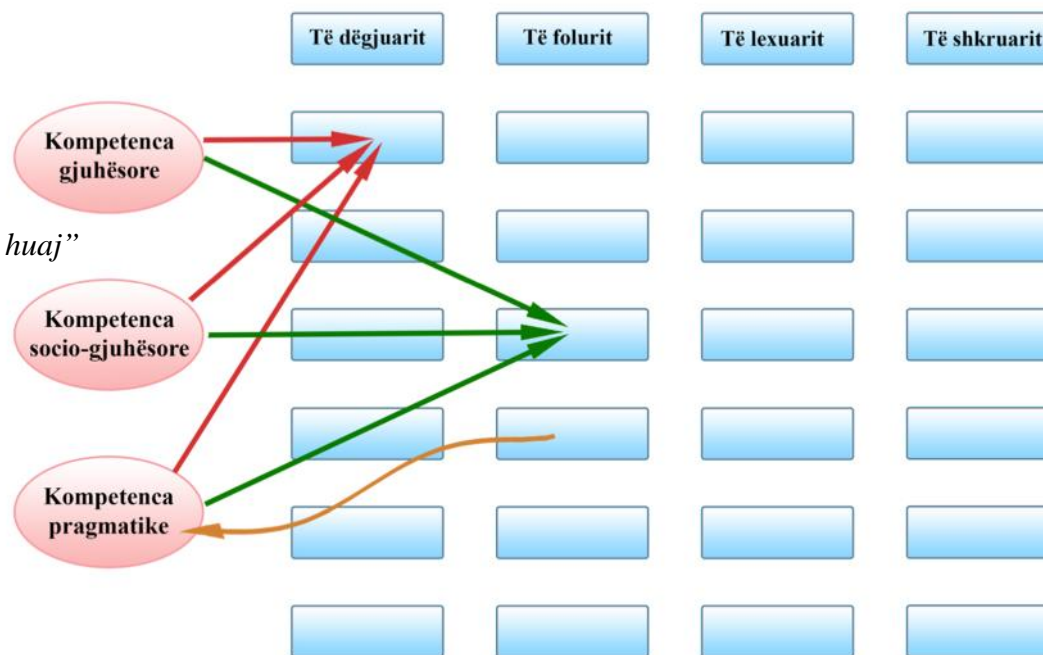 Të dëgjuarit
Të folurit
Të lexuarit
Të shkruarit
Kompetenca
gjuhësore
huaj”
Kompetenca
socio-gjuhësore
Kompetenca
pragmatike